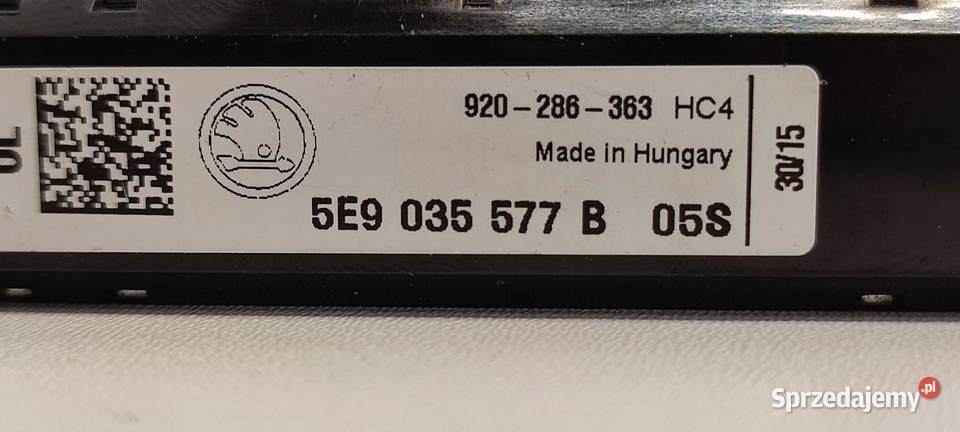 920-286-363 HC4
Made in Hungary
5E9 035 577 B 05S
30/15
Sprzedajemy.pl